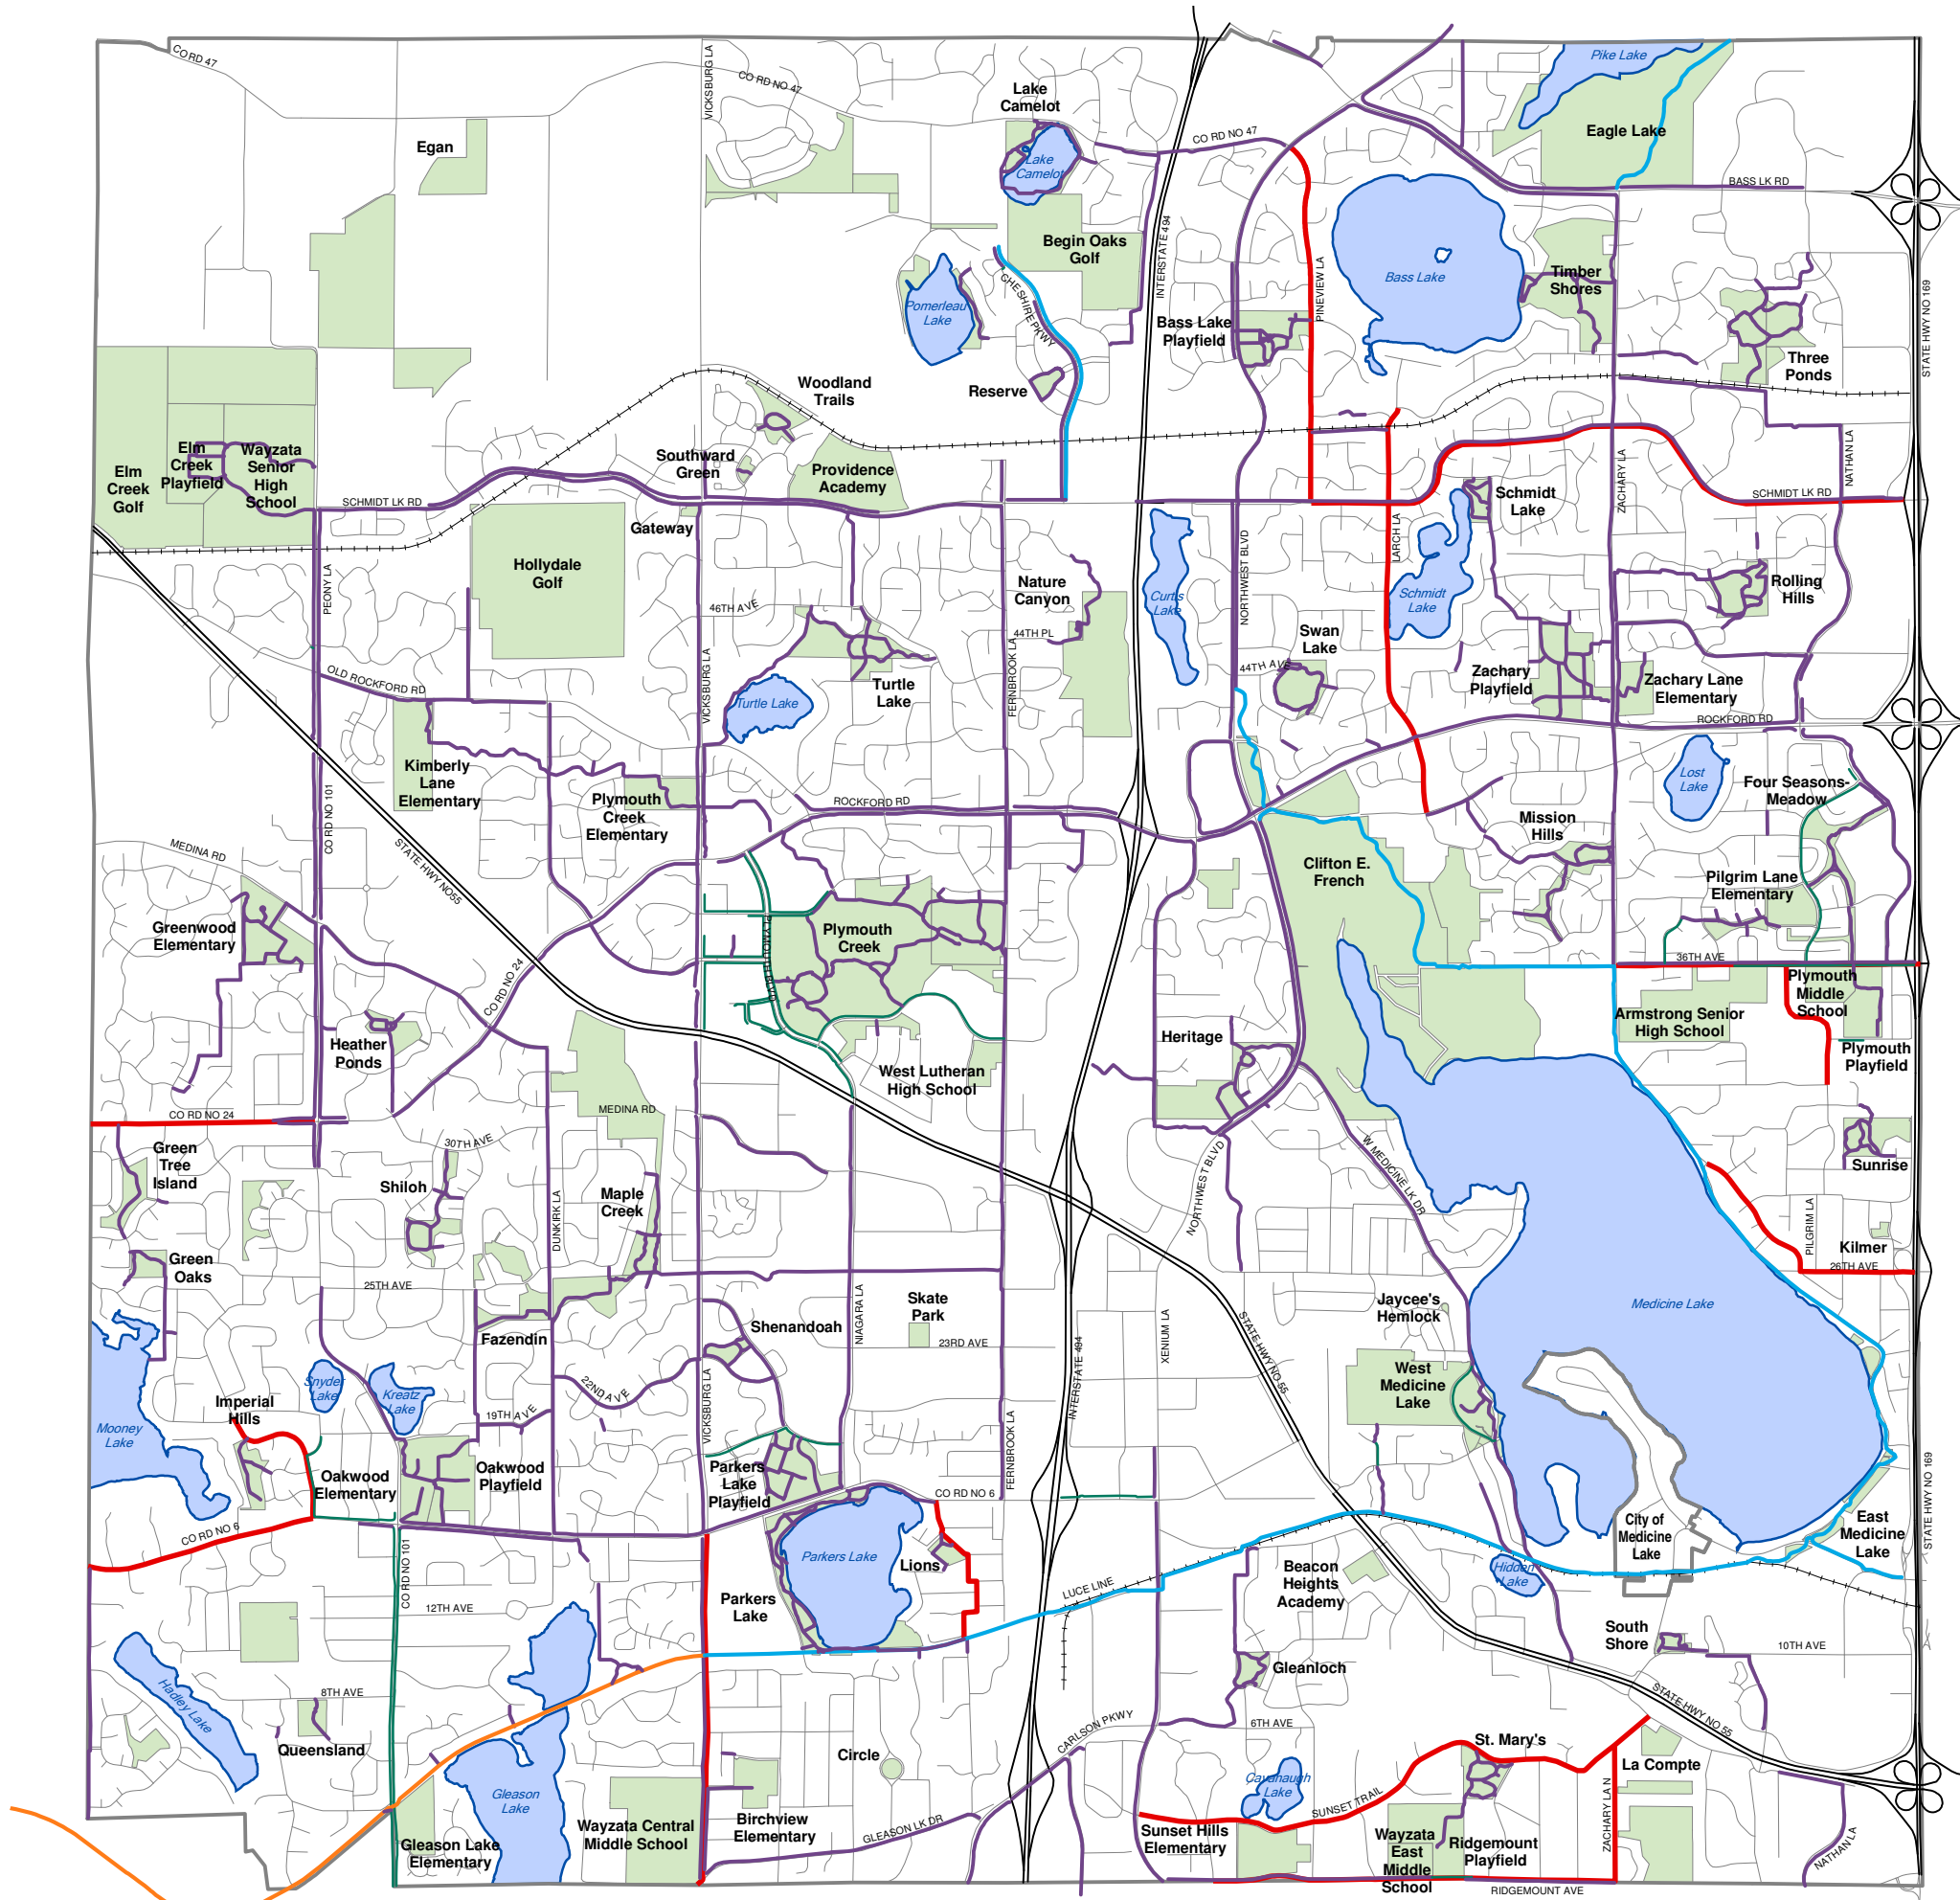 CO RD 47
VICKSBURG LA
CO RD NO 47
Lake
Camelot
Lake
Camelot
CO RD NO 47
Pike Lake
Eagle Lake
BASS LK RD
Egan
Begin Oaks
Golf
INTERSTATE 494
PINEVIEW LA
Bass Lake
Timber
Shores
CHESHIRE PKWY
Pomerleau
Lake
Bass Lake
Playfield
STATE HWY NO 169
Three
Ponds
Reserve
Woodland
Trails
Elm
Creek
Golf
Elm
Creek
Playfield
Wayzata
Senior
High
School
SCHMIDT LK RD
Southward
Green
Providence
Academy
Gateway
Schmidt
Lake
ZACHARY LA
NATHAN LA
SCHMIDT LK RD
LARCH LA
Hollydale
Golf
PEONY LA
Nature
Canyon
46TH AVE
44TH PL
Curtis
Lake
NORTHWEST BLVD
Schmidt
Lake
Rolling
Hills
Swan
Lake
44TH AVE
OLD ROCKFORD RD
Turtle
Lake
Turtle Lake
VICKSBURG LA
FERNBROOK LA
Zachary
Playfield
Zachary Lane
Elementary
ROCKFORD RD
Kimberly
Lane
Elementary
Plymouth
Creek
Elementary
ROCKFORD RD
Lost
Lake
Four Seasons-
Meadow
Mission
Hills
CO RD NO 101
MEDINA RD
STATE HWY NO55
Clifton E.
French
Pilgrim Lane
Elementary
Greenwood
Elementary
Plymouth
Creek
PLYMOUTH BLVD
CO RD NO 24
36TH AVE
Plymouth
Middle
School
Armstrong Senior
High School
Heather
Ponds
Heritage
Plymouth
Playfield
West Lutheran
High School
CO RD NO 24
MEDINA RD
Green
Tree
Island
30TH AVE
Shiloh
Maple
Creek
DUNKIRK LA
NORTHWEST BLVD
W MEDICINE LK DR
Sunrise
PILGRIM LA
Kilmer
26TH AVE
Green
Oaks
25TH AVE
Skate
Park
NIAGARA LA
Jaycee's
Hemlock
Medicine Lake
Fazendin
Shenandoah
23RD AVE
XENIUM LA
STATE HWY NO 55
INTERSTATE 494
Snyder
Lake
Kreatz
Lake
22ND AVE
VICKSBURG LA
West
Medicine
Lake
Imperial
Hills
19TH AVE
Mooney
Lake
FERNBROOK LA
Oakwood
Elementary
Oakwood
Playfield
Parkers
Lake
Playfield
CO RD NO 6
CO RD NO 6
City of
Medicine
Lake
East
Medicine
Lake
STATE HWY NO 169
CO RD NO 101
Parkers Lake
Lions
LUCE LINE
Beacon
Heights
Academy
Hidden
Lake
12TH AVE
Parkers
Lake
South
Shore
10TH AVE
Hadley Lake
8TH AVE
Gleanloch
STATE HWY NO 55
Queensland
CARLSON PKWY
6TH AVE
St. Mary's
Circle
La Compte
Cavanaugh
Lake
SUNSET TRAIL
Gleason
Lake
Gleason Lake
Elementary
Wayzata Central
Middle School
Birchview
Elementary
GLEASON LK DR
Sunset Hills
Elementary
Wayzata
East
Middle
School
Ridgemount
Playfield
ZACHARY LA N
NATHAN LA
RIDGEMOUNT AVE